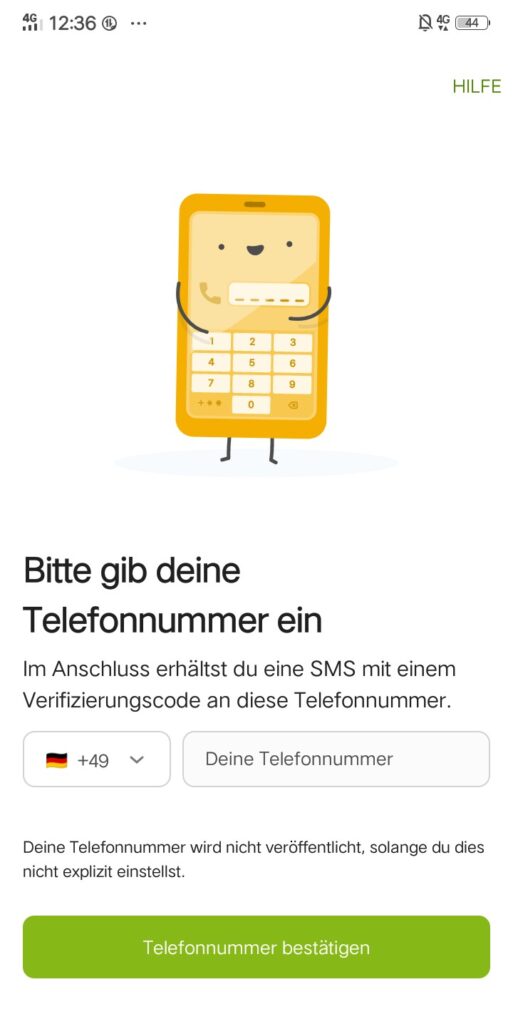 4G 12:36 ... 4G 44
HILFE
1 2 3
4 5 6
7 8 9
+** 0
Bitte gib deine
Telefonnummer ein
Im Anschluss erhältst du eine SMS mit einem
Verifizierungscode an diese Telefonnummer.
+49 Deine Telefonnummer
Deine Telefonnummer wird nicht veröffentlicht, solange du dies
nicht explizit einstellst.
Telefonnummer bestätigen